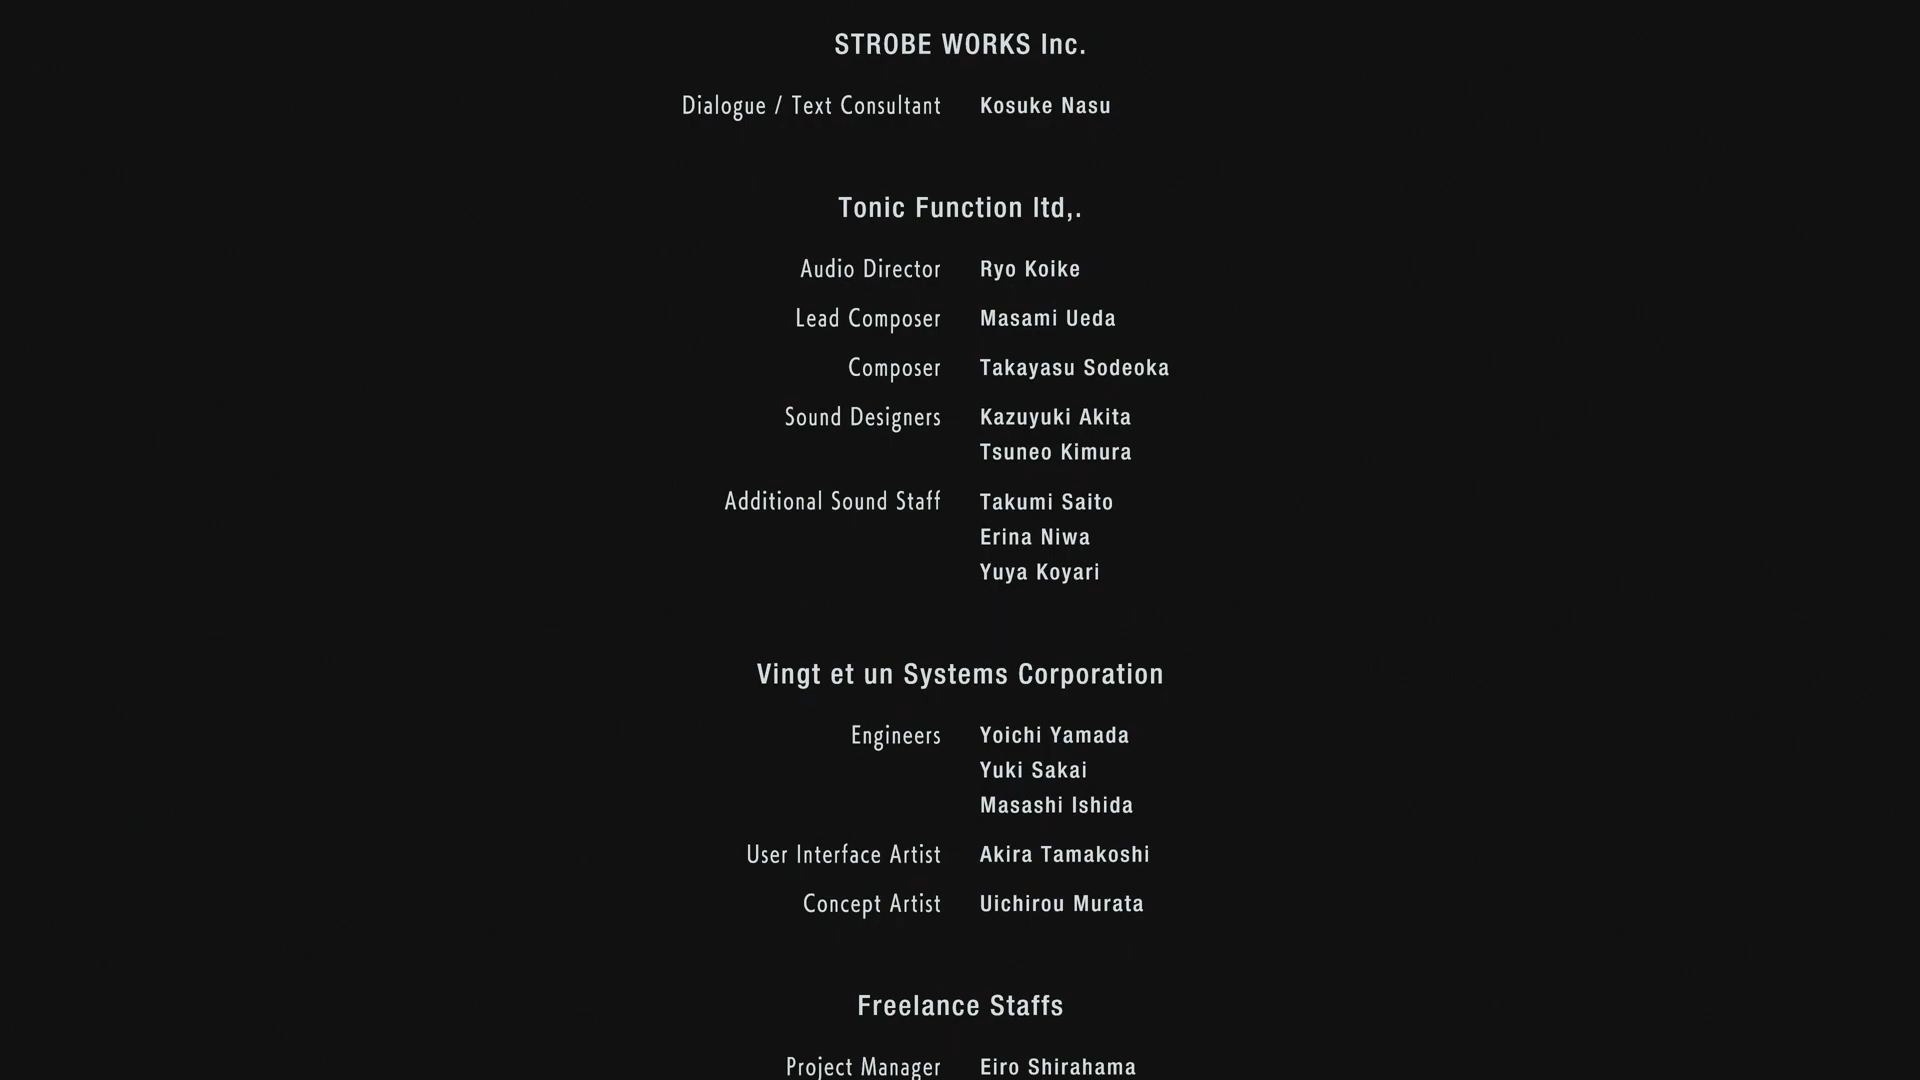 STROBE WORKS Inc.
Dialogue / Text Consultant Kosuke Nasu
Tonic Function ltd,.
Audio Director Ryo Koike
Lead Composer Masami Ueda
Composer Takayasu Sodeoka
Sound Designers Kazuyuki Akita
Tsuneo Kimura
Additional Sound Staff Takumi Saito
Erina Niwa
Yuya Koyari
Vingt et un Systems Corporation
Engineers Yoichi Yamada
Yuki Sakai
Masashi Ishida
User Interface Artist Akira Tamakoshi
Concept Artist Uichirou Murata
Freelance Staffs
Project Manager Eiro Shirahama